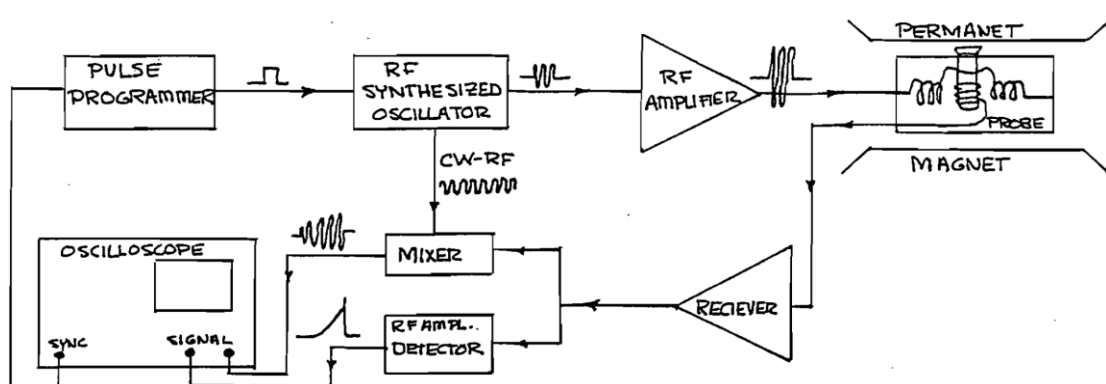 PULSE
PROGRAMMER
RF
SYNTHESIZED
OSCILLATOR
RF
AMPLIFIER
PERMANET
PROBE
MAGNET
CW-RF
OSCILLOSCOPE
MIXER
RECIEVER
SYNC
SIGNAL
RF AMPL..
DETECTOR